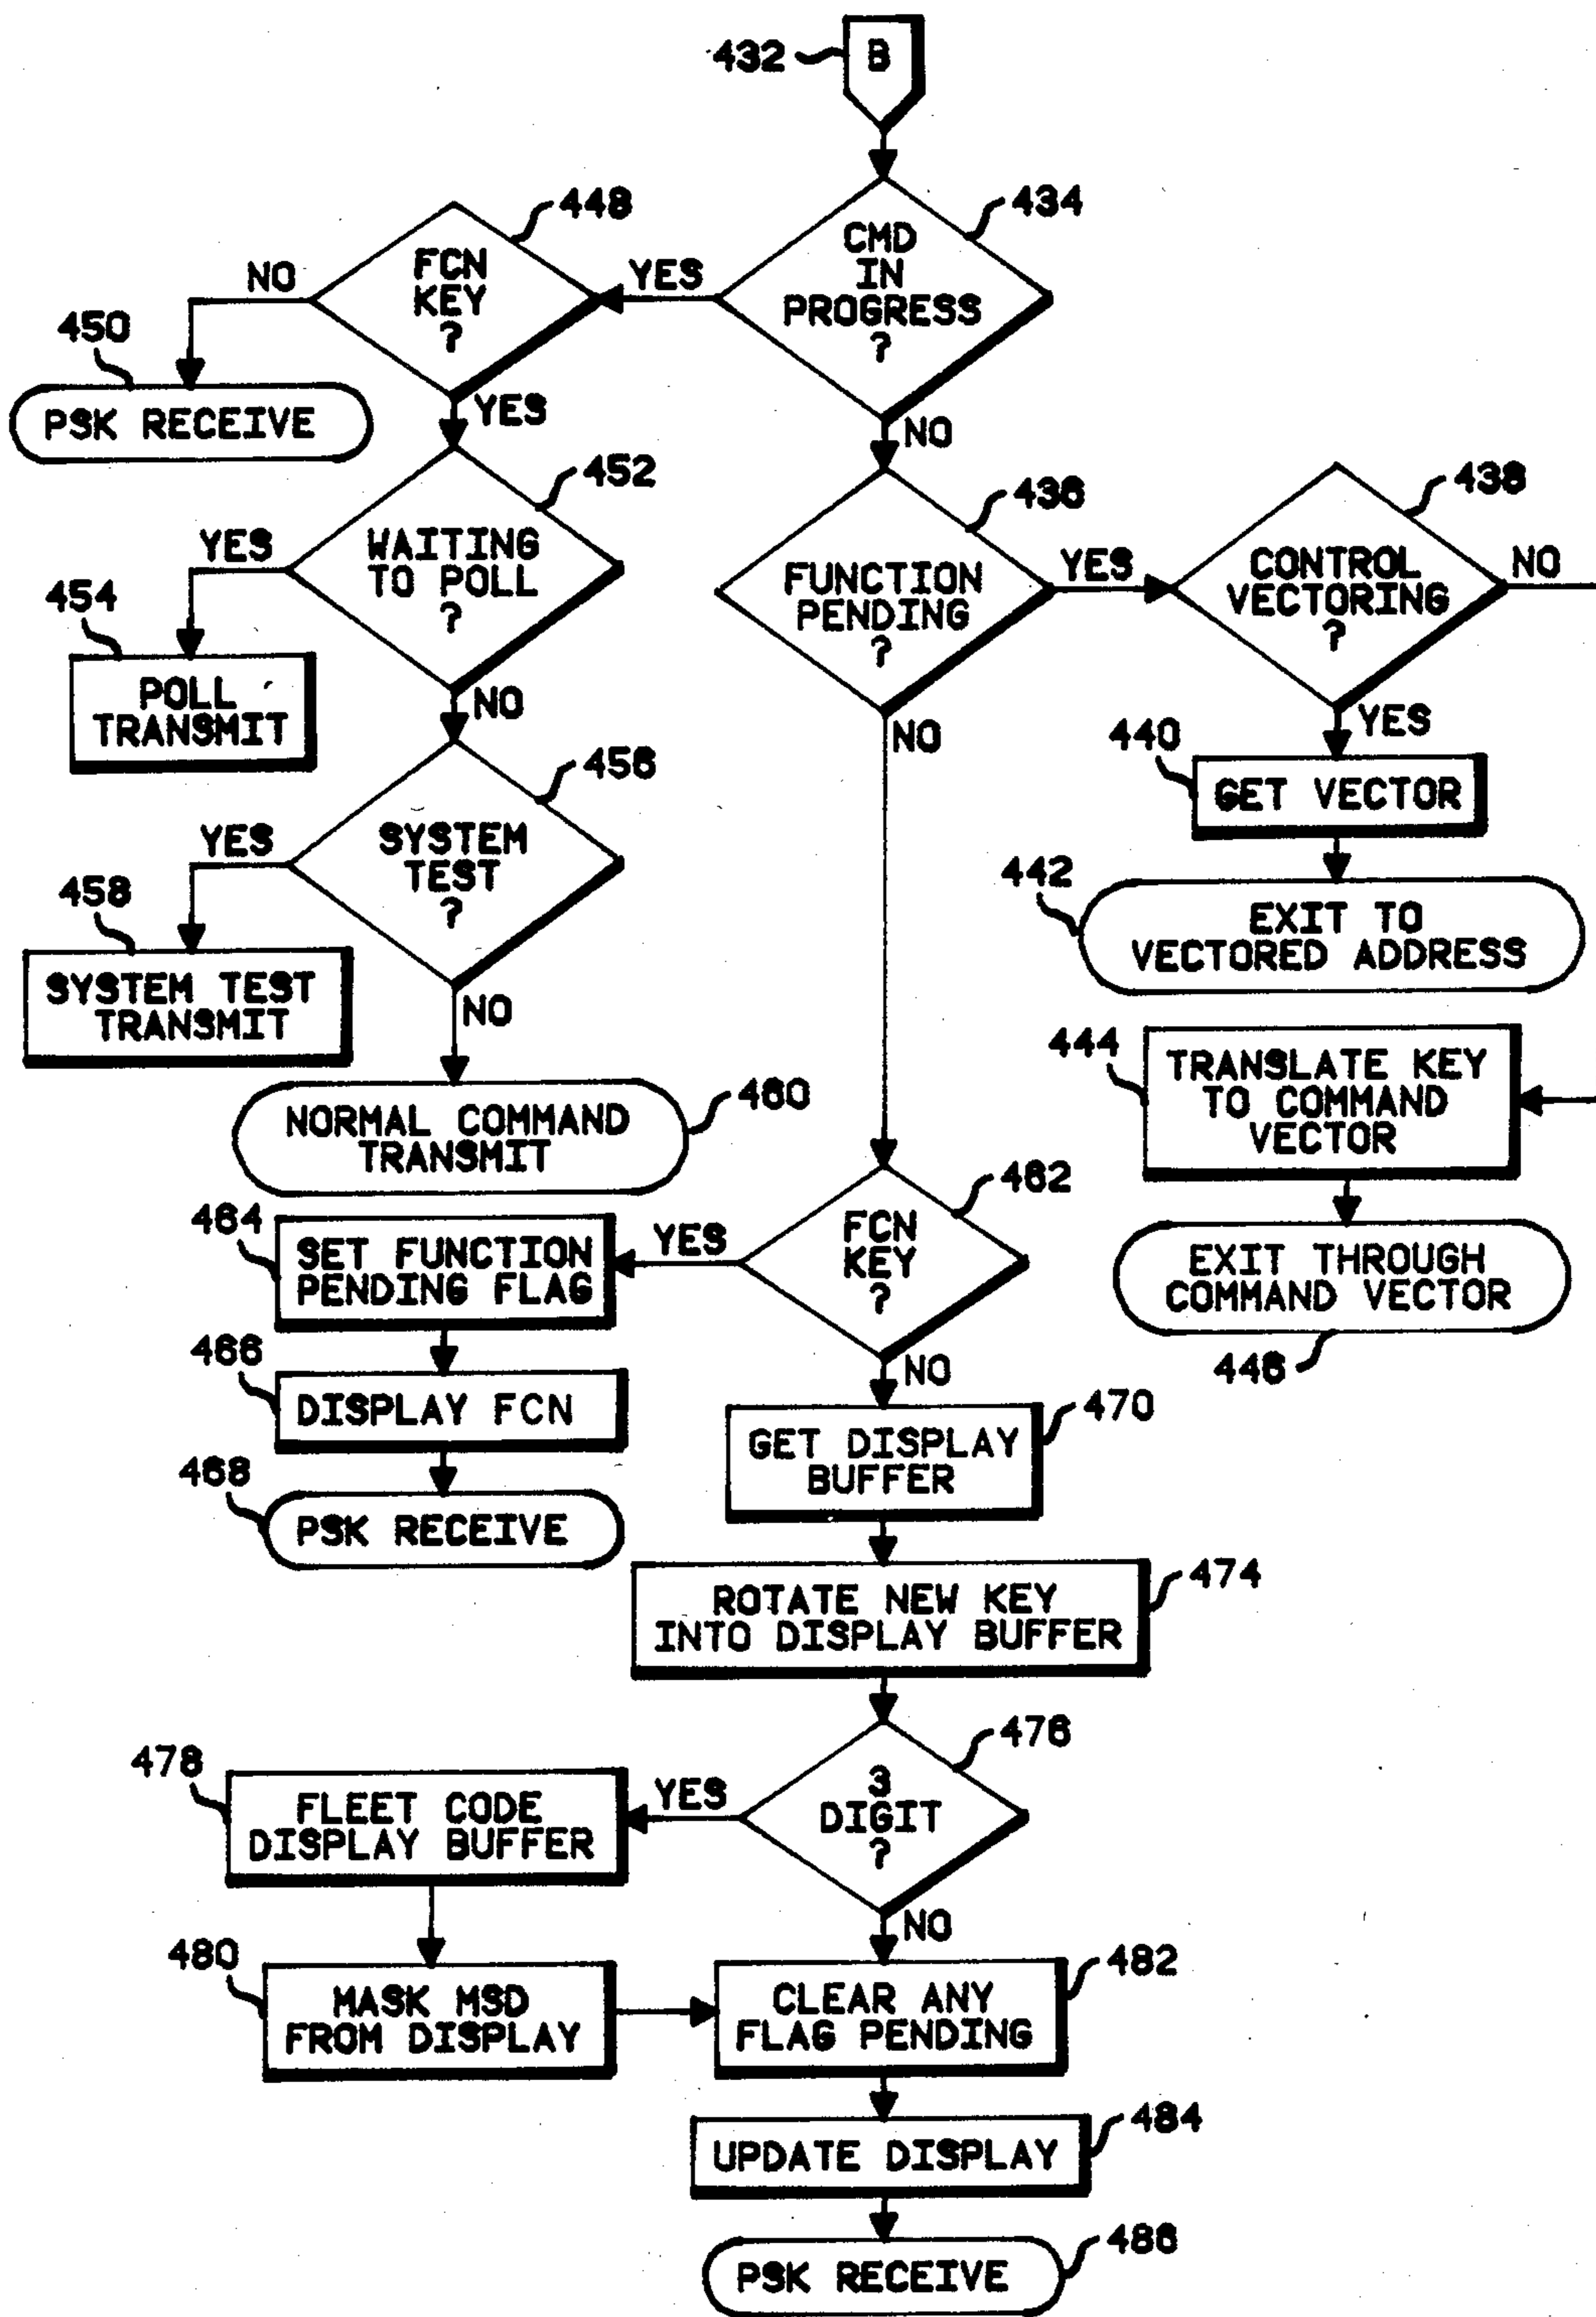 432
B
434
CMD
IN
PROGRESS
?
YES
NO
448
FCN
KEY
?
NO
YES
450
PSK RECEIVE
452
WAITING
TO POLL
?
YES
NO
454
POLL
TRANSMIT
456
SYSTEM
TEST
?
YES
NO
458
SYSTEM TEST
TRANSMIT
460
NORMAL COMMAND
TRANSMIT
436
FUNCTION
PENDING
?
YES
NO
438
CONTROL
VECTORING
?
NO
YES
440
GET VECTOR
442
EXIT TO
VECTORED ADDRESS
444
TRANSLATE KEY
TO COMMAND
VECTOR
EXIT THROUGH
COMMAND VECTOR
446
462
FCN
KEY
?
YES
NO
464
SET FUNCTION
PENDING FLAG
466
DISPLAY FCN
468
PSK RECEIVE
470
GET DISPLAY
BUFFER
474
ROTATE NEW KEY
INTO DISPLAY BUFFER
476
3
DIGIT
?
YES
NO
478
FLEET CODE
DISPLAY BUFFER
480
MASK MSD
FROM DISPLAY
482
CLEAR ANY
FLAG PENDING
484
UPDATE DISPLAY
486
PSK RECEIVE